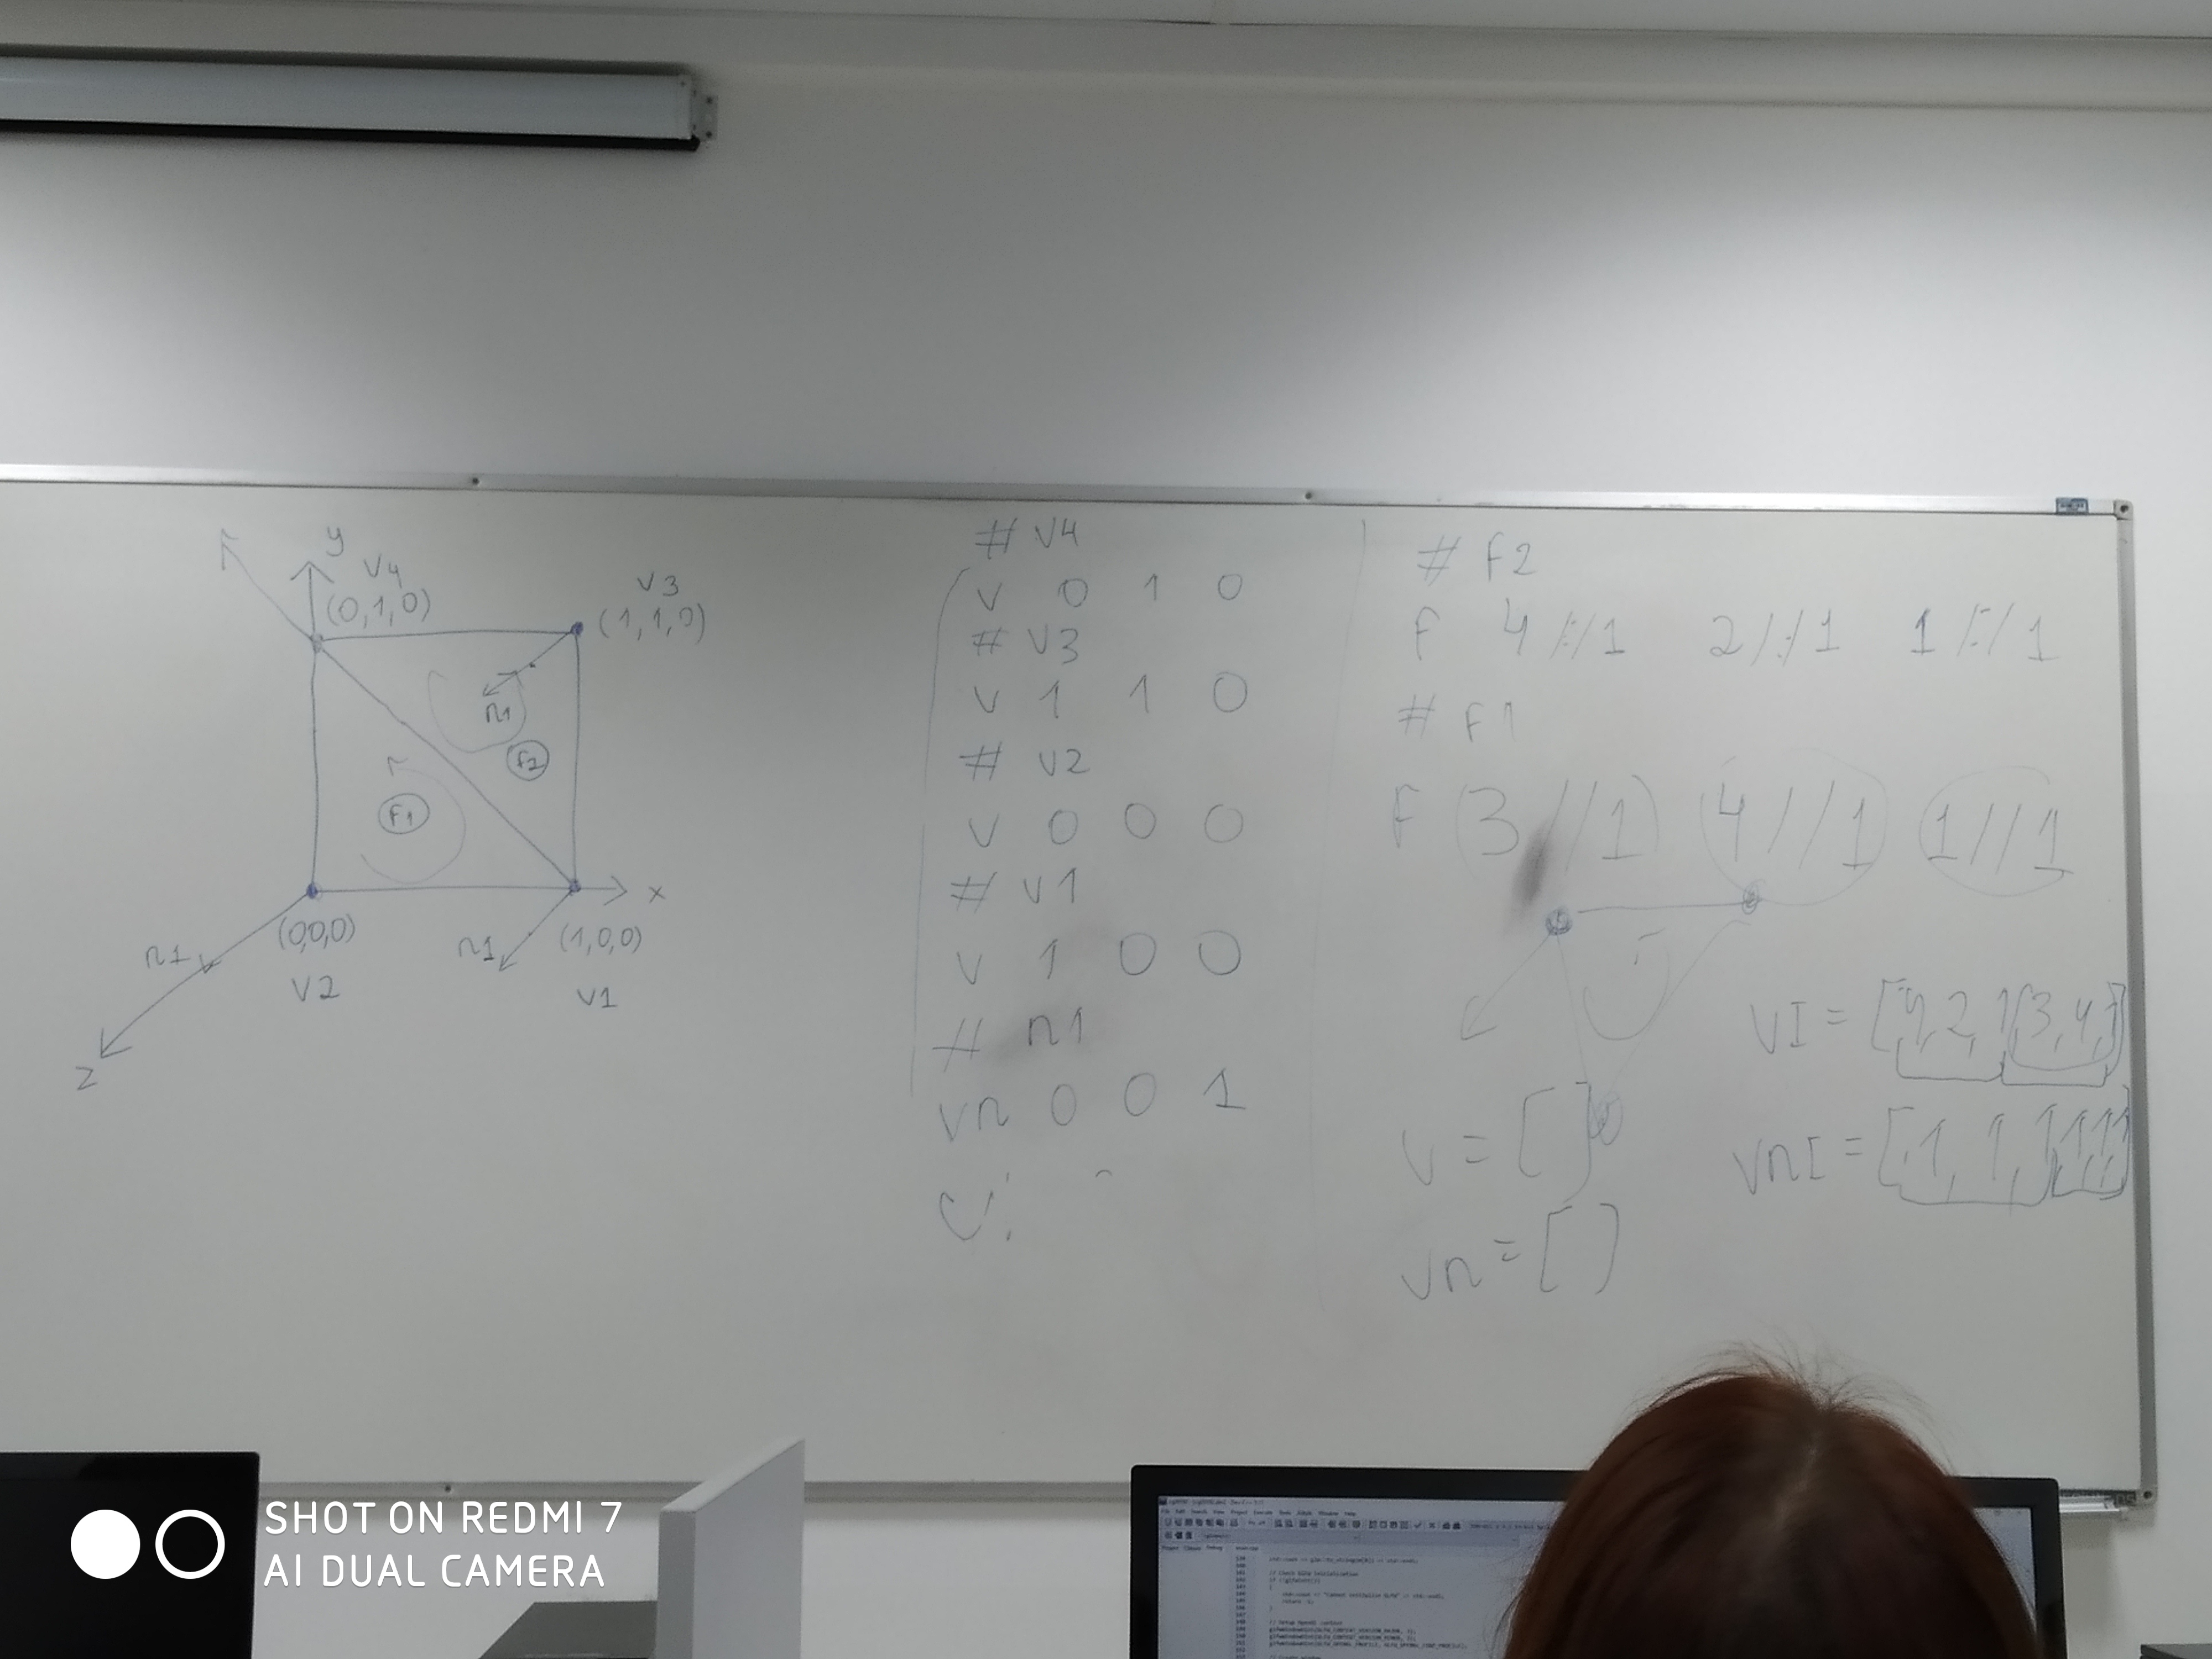 y
V4
(0,1,0)
V3
(1,1,0)
n1
F2
F1
x
(0,0,0)
V2
n1
(1,0,0)
V1
n1
z
# V4
V 0 1 0
# V3
V 1 1 0
# V2
V 0 0 0
# V1
V 1 0 0
# n1
Vn 0 0 1
# F2
F 4//1 2//1 1//1
# F1
F (3//1) 4//1 1//1
VI = [4,2,1,3,4,1]
VnI = [1,1,1,1,1,1]
V = [ ]
Vn = [ ]
SHOT ON REDMI 7
AI DUAL CAMERA